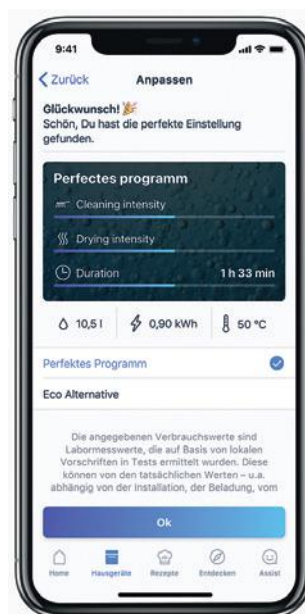 9:41
Zurück
Anpassen
Glückwunsch! 🎉
Schön, Du hast die perfekte Einstellung
gefunden.
Perfectes programm
Cleaning intensity
Drying intensity
Duration 1 h 33 min
10,5 l 0,90 kWh 50 °C
Perfektes Programm
Eco Alternative
Die angegebenen Verbrauchswerte sind
Labormesswerte, die auf Basis von lokalen
Vorschriften in Tests ermittelt wurden. Diese
können von den tatsächlichen Werten – u.a.
abhängig von der Installation, der Beladung, vom
Ok
Home Hausgeräte Rezepte Entdecken Assist